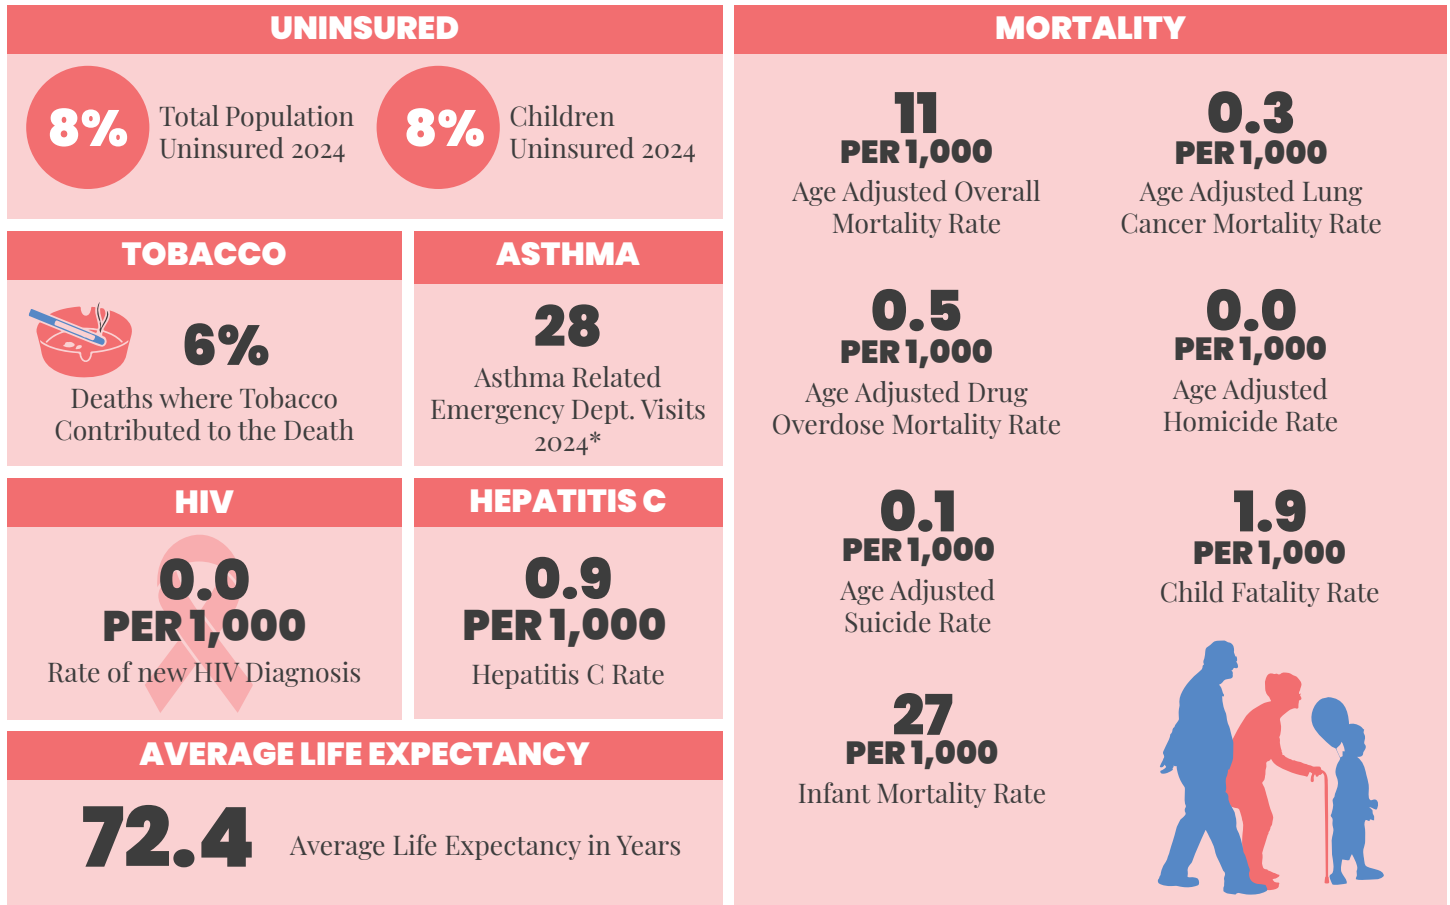 UNINSURED
8%
Total Population
Uninsured 2024
8%
Children
Uninsured 2024
TOBACCO
6%
Deaths where Tobacco
Contributed to the Death
ASTHMA
28
Asthma Related
Emergency Dept. Visits
2024*
HIV
0.0
PER 1,000
Rate of new HIV Diagnosis
HEPATITIS C
0.9
PER 1,000
Hepatitis C Rate
AVERAGE LIFE EXPECTANCY
72.4
Average Life Expectancy in Years
MORTALITY
11
PER 1,000
Age Adjusted Overall
Mortality Rate
0.3
PER 1,000
Age Adjusted Lung
Cancer Mortality Rate
0.5
PER 1,000
Age Adjusted Drug
Overdose Mortality Rate
0.0
PER 1,000
Age Adjusted
Homicide Rate
0.1
PER 1,000
Age Adjusted
Suicide Rate
1.9
PER 1,000
Child Fatality Rate
27
PER 1,000
Infant Mortality Rate